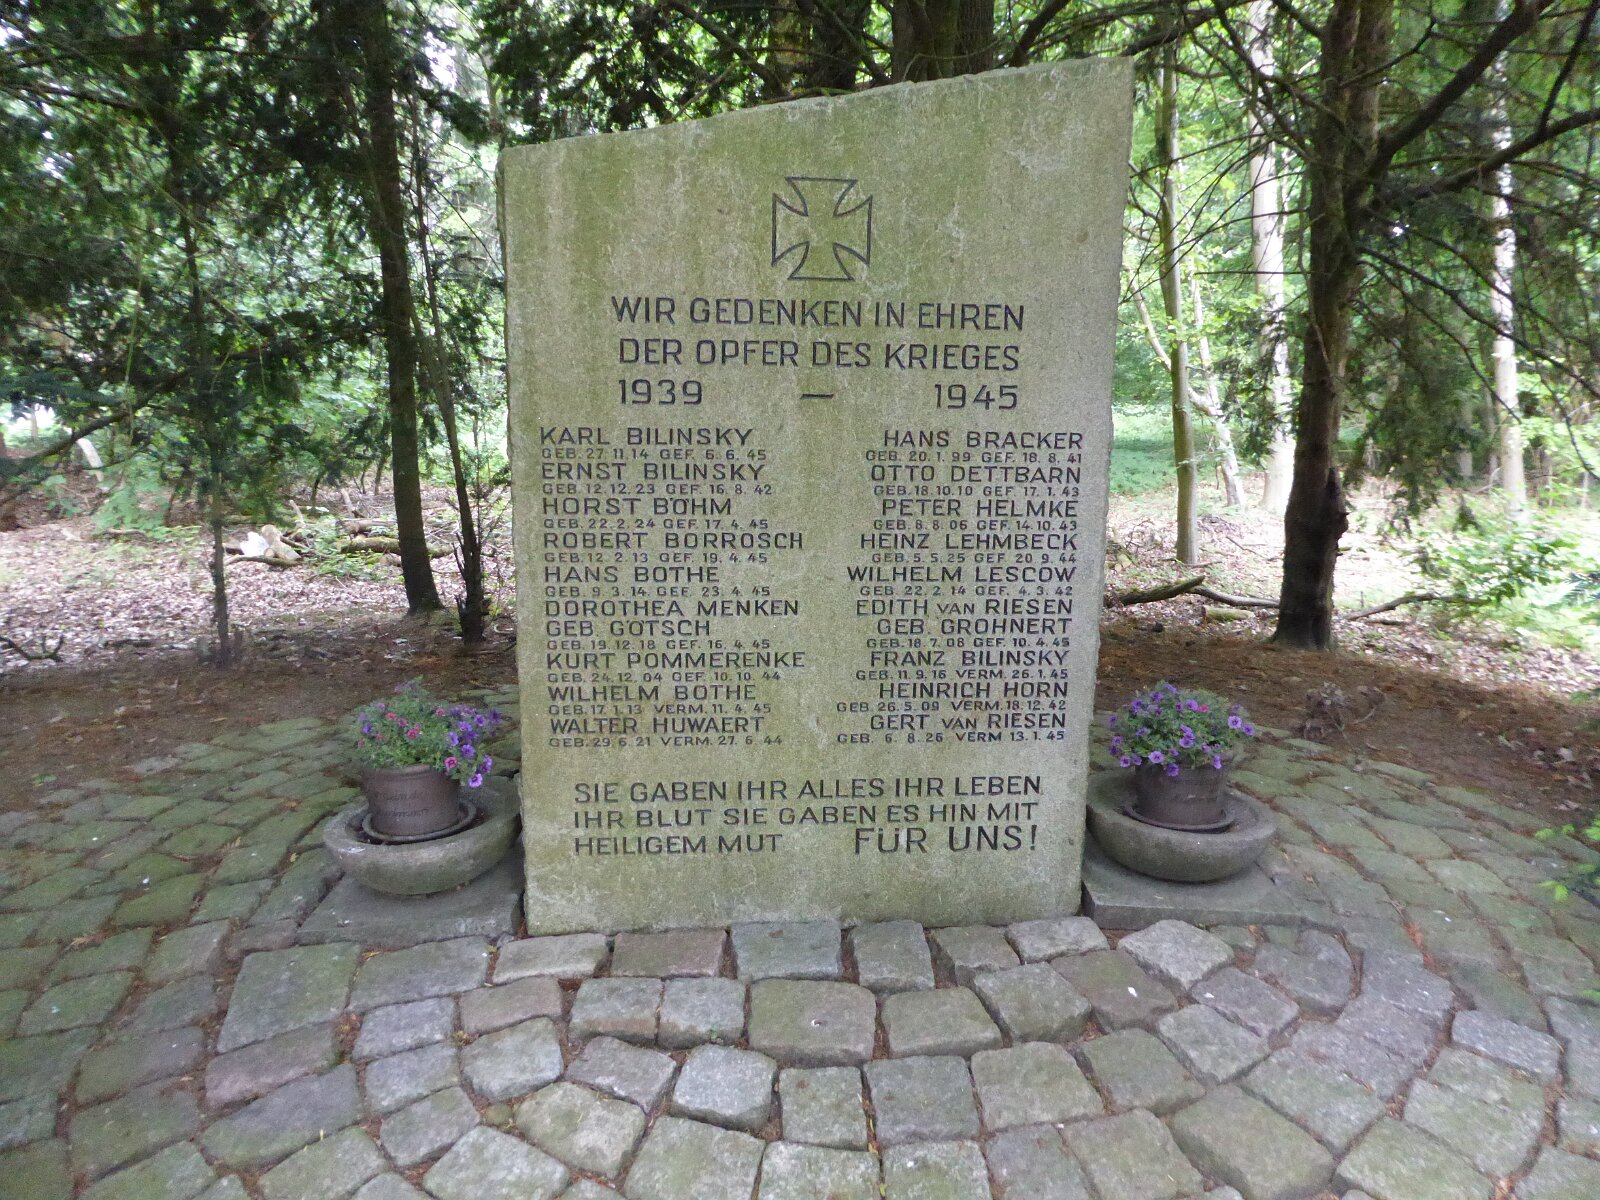 WIR GEDENKEN IN EHREN
DER OPFER DES KRIEGES
1939 – 1945
KARL BILINSKY
GEB. 27.11.14 GEF. 6.6.45
ERNST BILINSKY
GEB. 12.12.23 GEF. 16.8.42
HORST BÖHM
GEB. 22.2.24 GEF. 17.4.45
ROBERT BORROSCH
GEB. 12.2.13 GEF. 19.4.45
HANS BOTHE
GEB. 9.3.14 GEF. 23.4.45
DOROTHEA MENKEN
GEB. GÖTSCH
GEB. 19.12.18 GEF. 16.4.45
KURT POMMERENKE
GEB. 24.12.04 GEF. 10.10.44
WILHELM BOTHE
GEB. 17.1.13 VERM. 11.4.45
WALTER HUWAERT
GEB. 29.6.21 VERM. 27.6.44
HANS BRACKER
GEB. 20.1.99 GEF. 18.8.41
OTTO DETTBARN
GEB. 18.10.10 GEF. 17.1.43
PETER HELMKE
GEB. 8.8.06 GEF. 14.10.43
HEINZ LEHMBECK
GEB. 5.5.25 GEF. 20.9.44
WILHELM LESCOW
GEB. 22.2.14 GEF. 4.3.42
EDITH VAN RIESEN
GEB. GROHNERT
GEB. 18.7.08 GEF. 10.4.45
FRANZ BILINSKY
GEB. 11.9.16 VERM. 26.1.45
HEINRICH HORN
GEB. 26.5.09 VERM. 18.12.42
GERT VAN RIESEN
GEB. 6.8.26 VERM. 13.1.45
SIE GABEN IHR ALLES IHR LEBEN
IHR BLUT SIE GABEN ES HIN MIT
HEILIGEM MUT FÜR UNS!